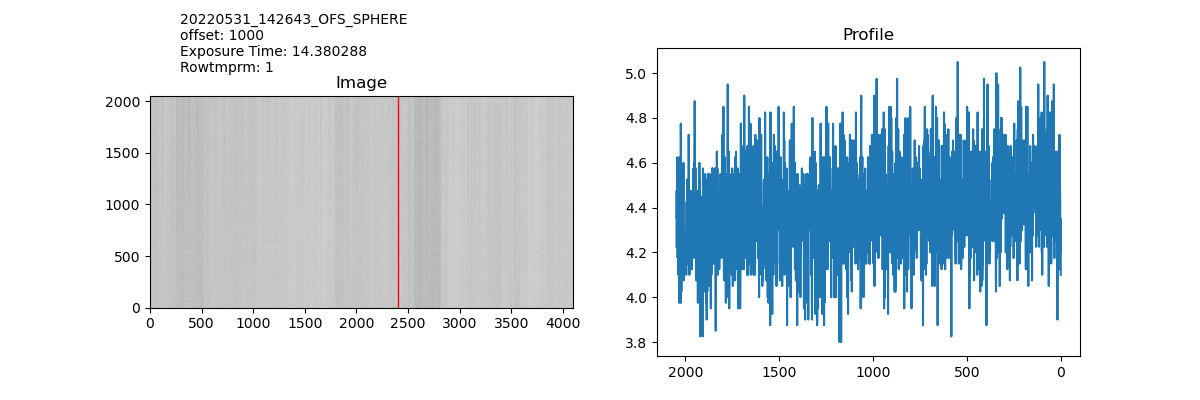 20220531_142643_OFS_SPHERE
offset: 1000
Exposure Time: 14.380288
Rowtmprm: 1
Image
2000
1500
1000
500
0
0 500 1000 1500 2000 2500 3000 3500 4000
Profile
5.0
4.8
4.6
4.4
4.2
4.0
3.8
2000 1500 1000 500 0